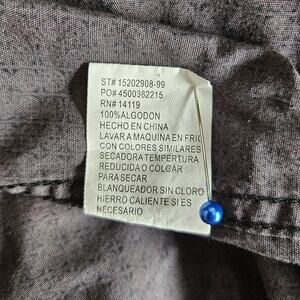 ST# 15202908-99
PO# 4500382215
RN# 14119
100%ALGODON
HECHO EN CHINA
LAVAR A MAQUINA EN FRIO
CON COLORES SIMILARES
SECADORA TEMPERTURA
REDUCIDA O COLGAR
PARA SECAR
BLANQUEADOR SIN CLORO
HIERRO CALIENTE SI ES
NECESARIO